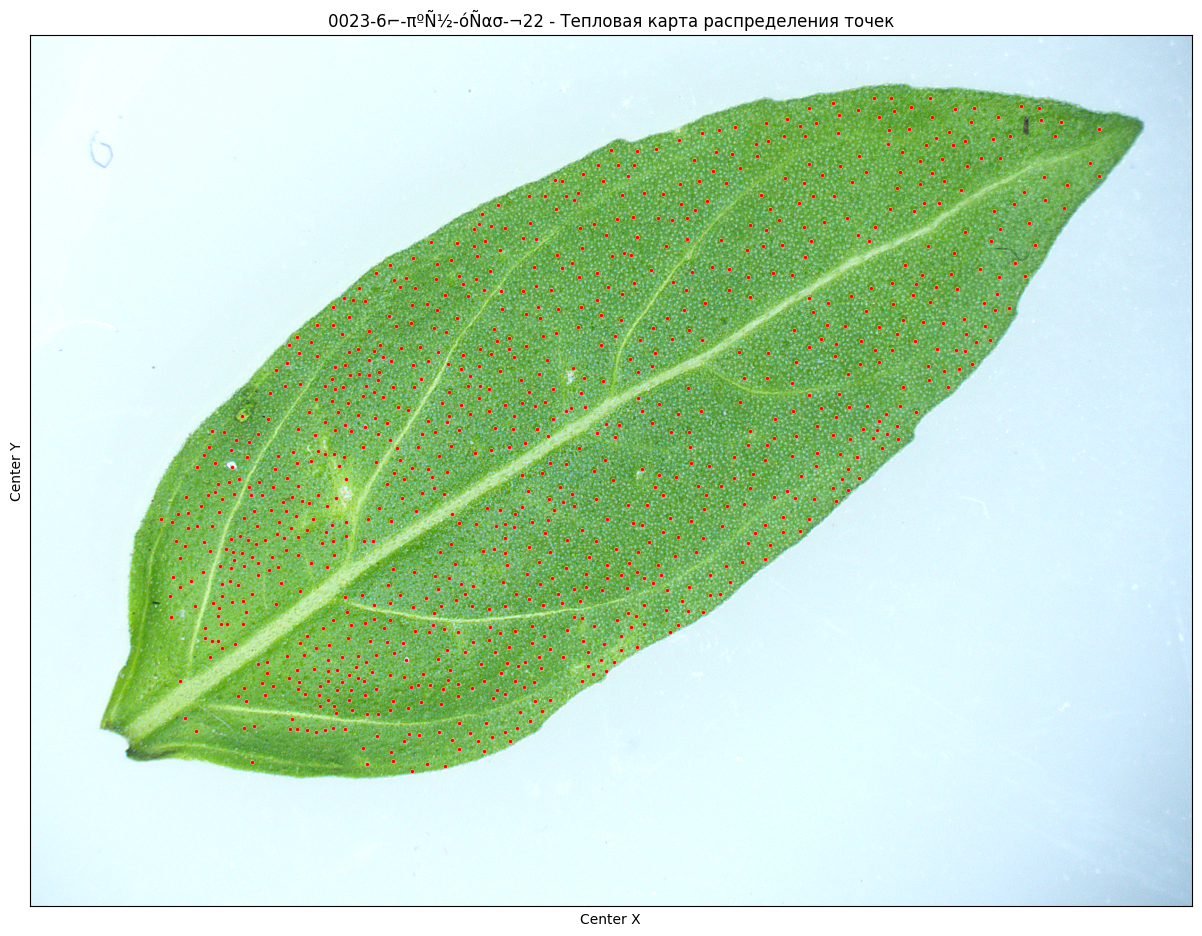 0023-6⌐-πºÑ½-óÑασ-¬22 - Тепловая карта распределения точек
Center Y
Center X